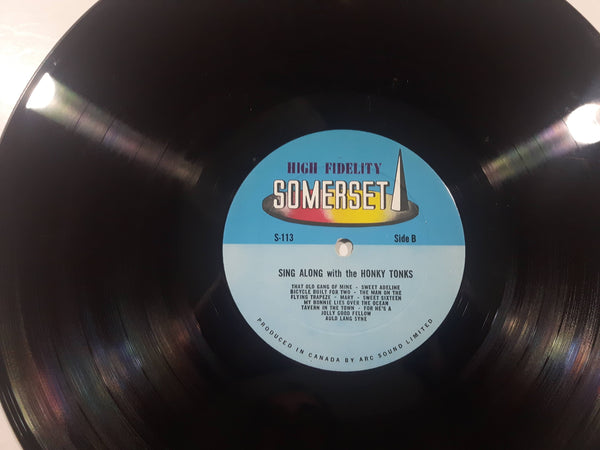 HIGH FIDELITY
SOMERSET
S-113 Side B
SING ALONG with the HONKY TONKS
THAT OLD GANG OF MINE - SWEET ADELINE
BICYCLE BUILT FOR TWO - THE MAN ON THE
FLYING TRAPEZE - MARY - SWEET SIXTEEN
MY BONNIE LIES OVER THE OCEAN
TAVERN IN THE TOWN - FOR HE'S A
JOLLY GOOD FELLOW
AULD LANG SYNE
PRODUCED IN CANADA BY ARC SOUND LIMITED